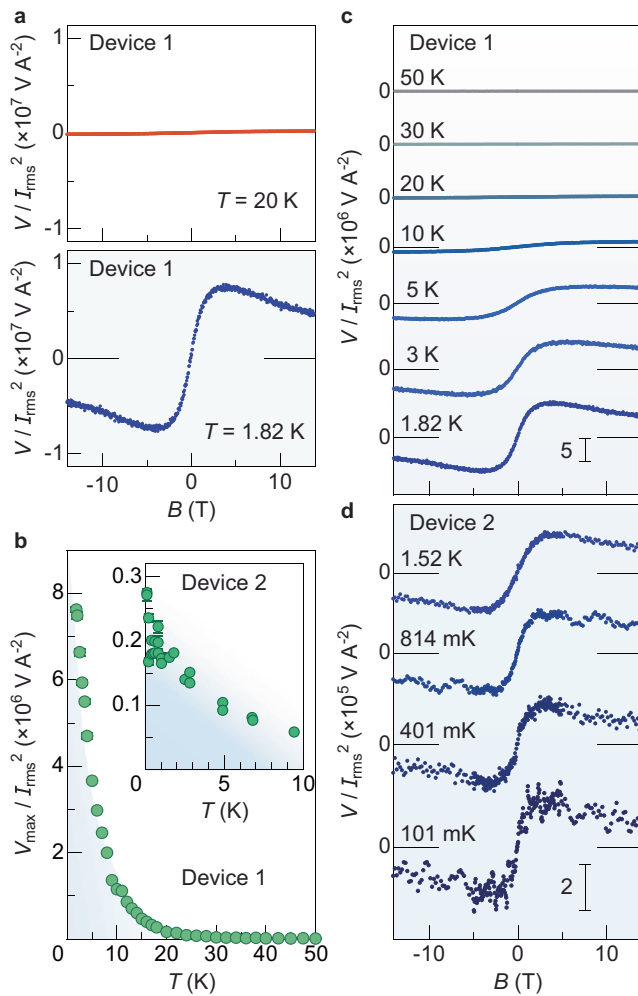 a
Device 1
1
0
-1
V / I_rms^2 (×10^7 V A^-2)
T = 20 K
Device 1
1
0
-1
V / I_rms^2 (×10^7 V A^-2)
T = 1.82 K
-10 0 10
B (T)
b
8
6
4
2
0
V_max / I_rms^2 (×10^6 V A^-2)
Device 2
0.3
0.2
0.1
0 10
T (K)
Device 1
0 10 20 30 40 50
T (K)
c
Device 1
50 K
0
30 K
0
20 K
0
10 K
0
5 K
0
3 K
0
1.82 K
0
5
V / I_rms^2 (×10^6 V A^-2)
d
Device 2
1.52 K
0
814 mK
0
401 mK
0
101 mK
0
2
V / I_rms^2 (×10^5 V A^-2)
-10 0 10
B (T)